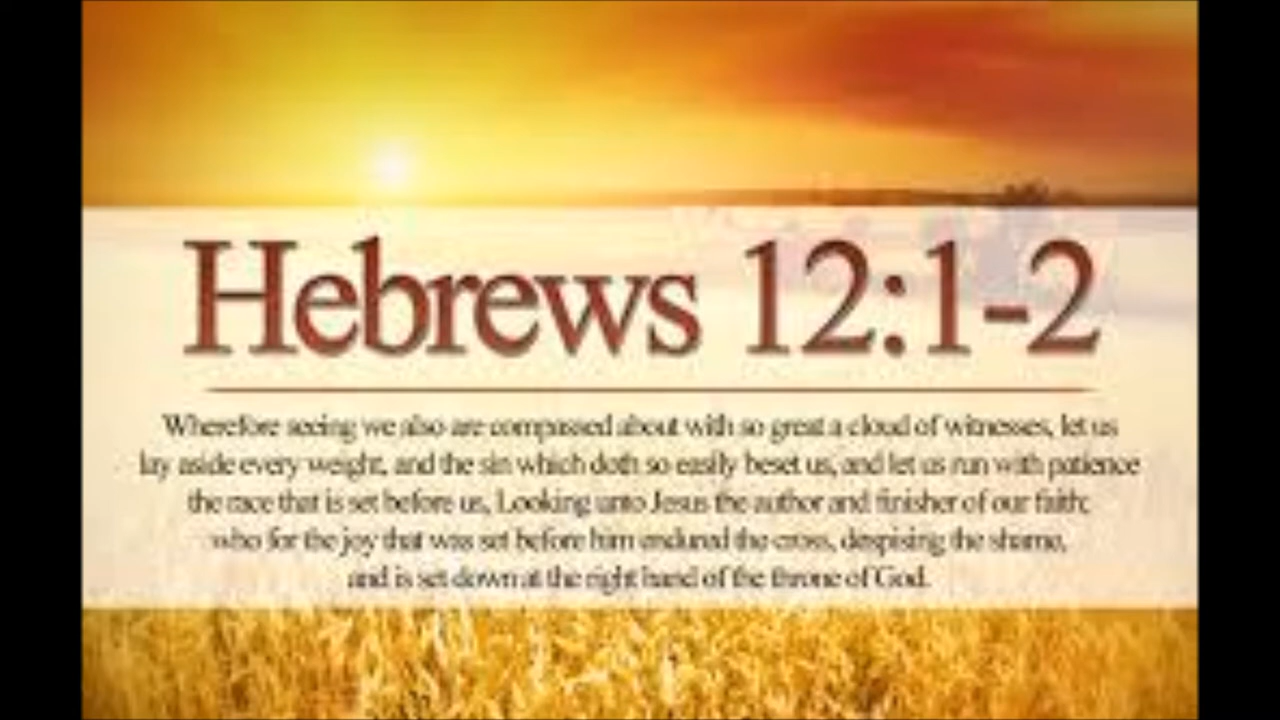 Hebrews 12:1-2
Wherefore seeing we also are compassed about with so great a cloud of witnesses, let us
lay aside every weight, and the sin which doth so easily beset us, and let us run with patience
the race that is set before us, Looking unto Jesus the author and finisher of our faith;
who for the joy that was set before him endured the cross, despising the shame,
and is set down at the right hand of the throne of God.